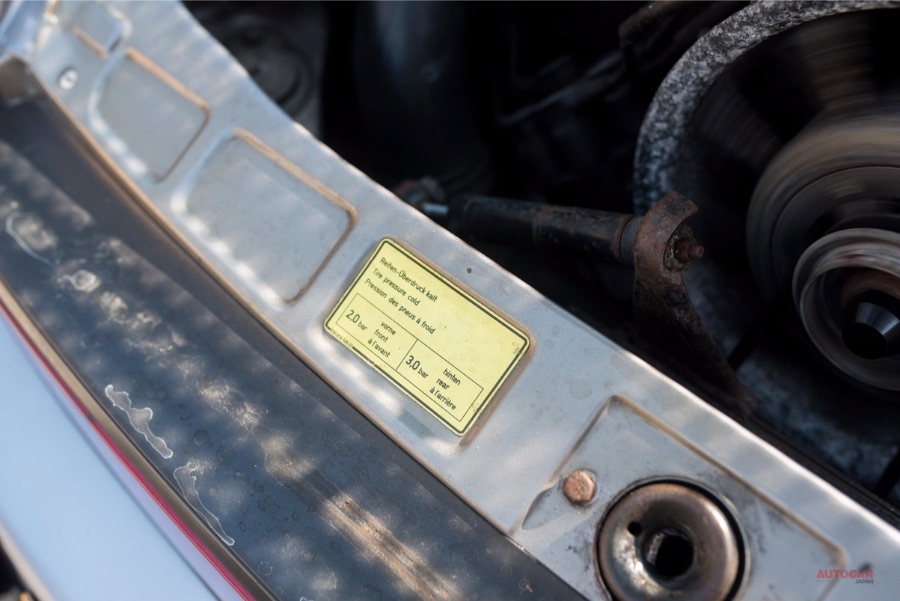 Reifen-Überdruck kalt
Tire pressure cold
Pression des pneus à froid
2.0 bar
vorne
front
à l'avant
3.0 bar
hinten
rear
à l'arrière
AUTOCAR
JAPAN